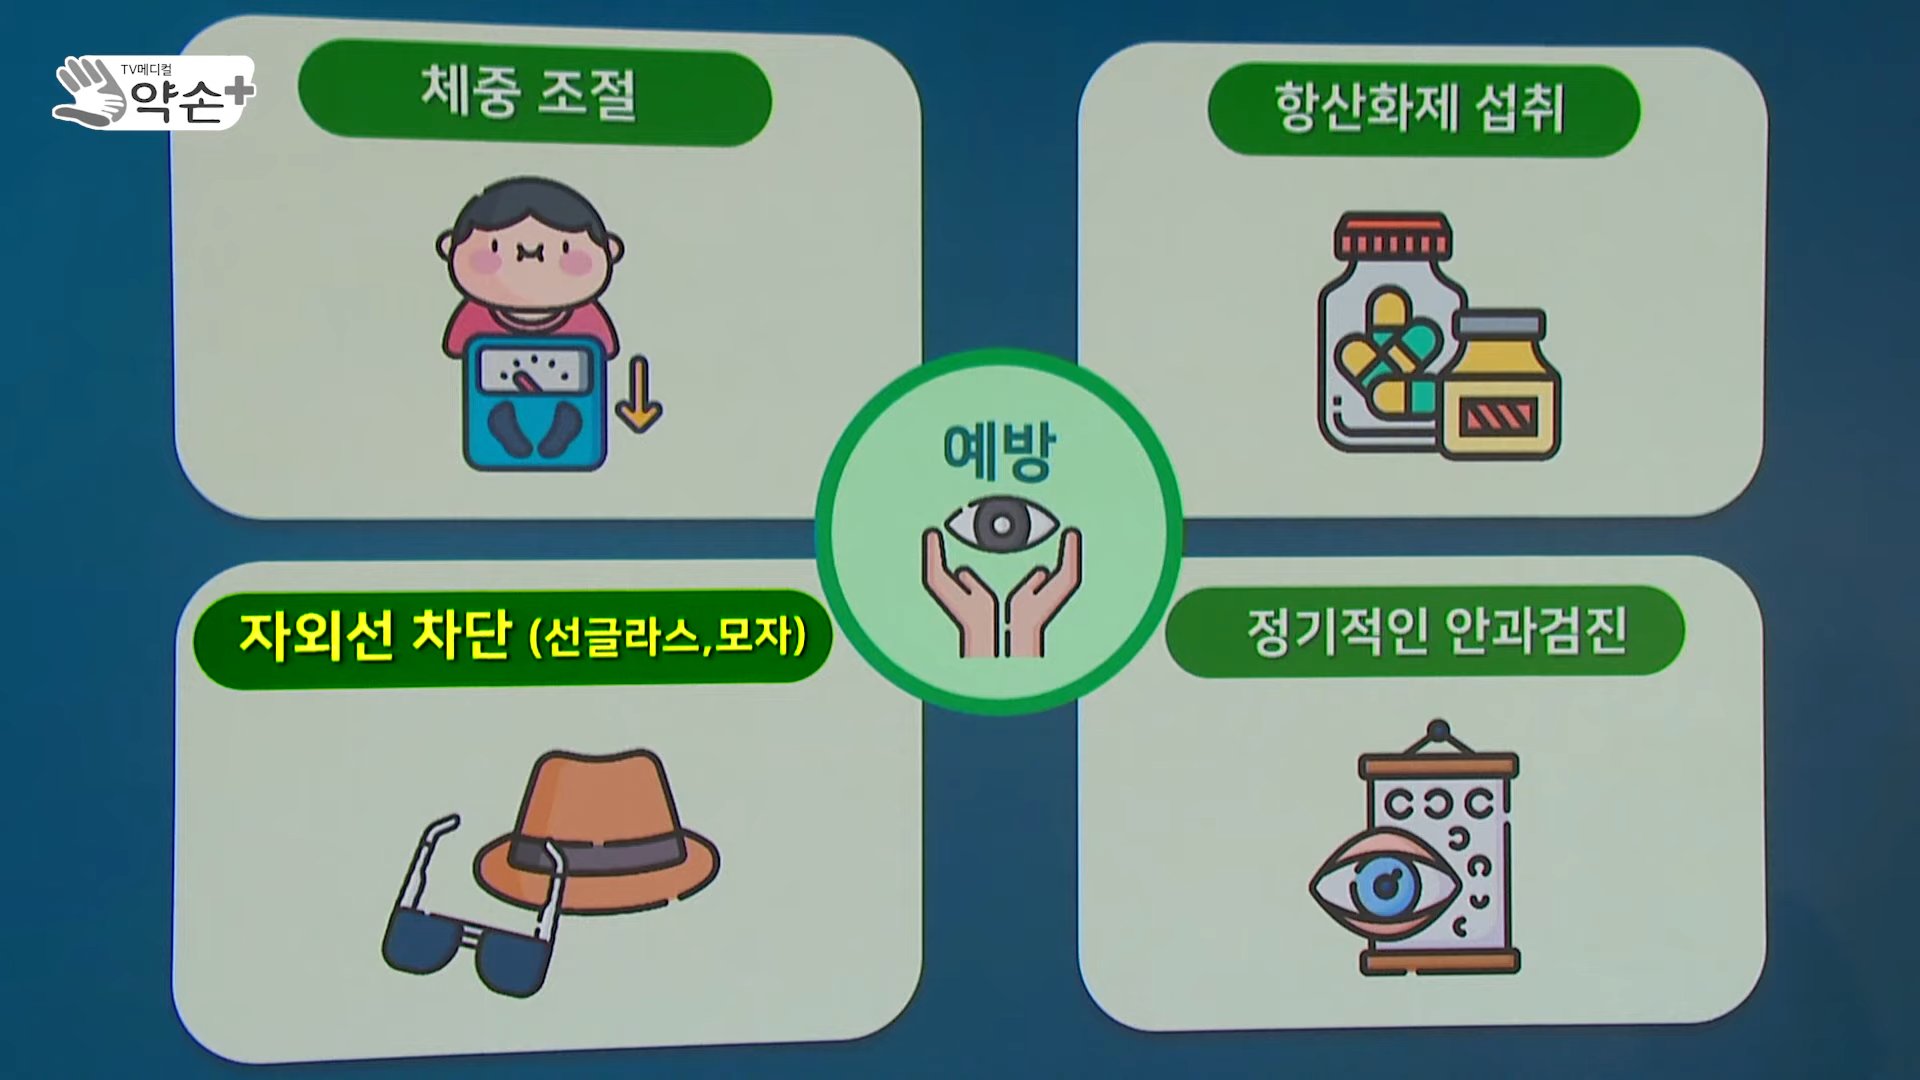 TV메디컬
약손+
체중 조절
항산화제 섭취
예방
자외선 차단 (선글라스,모자)
정기적인 안과검진